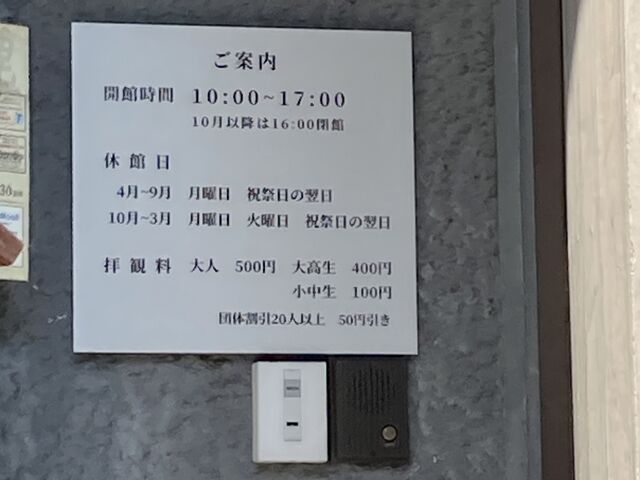 ご案内
開館時間 10:00~17:00
10月以降は16:00閉館
休館日
4月~9月 月曜日 祝祭日の翌日
10月~3月 月曜日 火曜日 祝祭日の翌日
拝観料 大人 500円 大高生 400円
小中生 100円
団体割引20人以上 50円引き